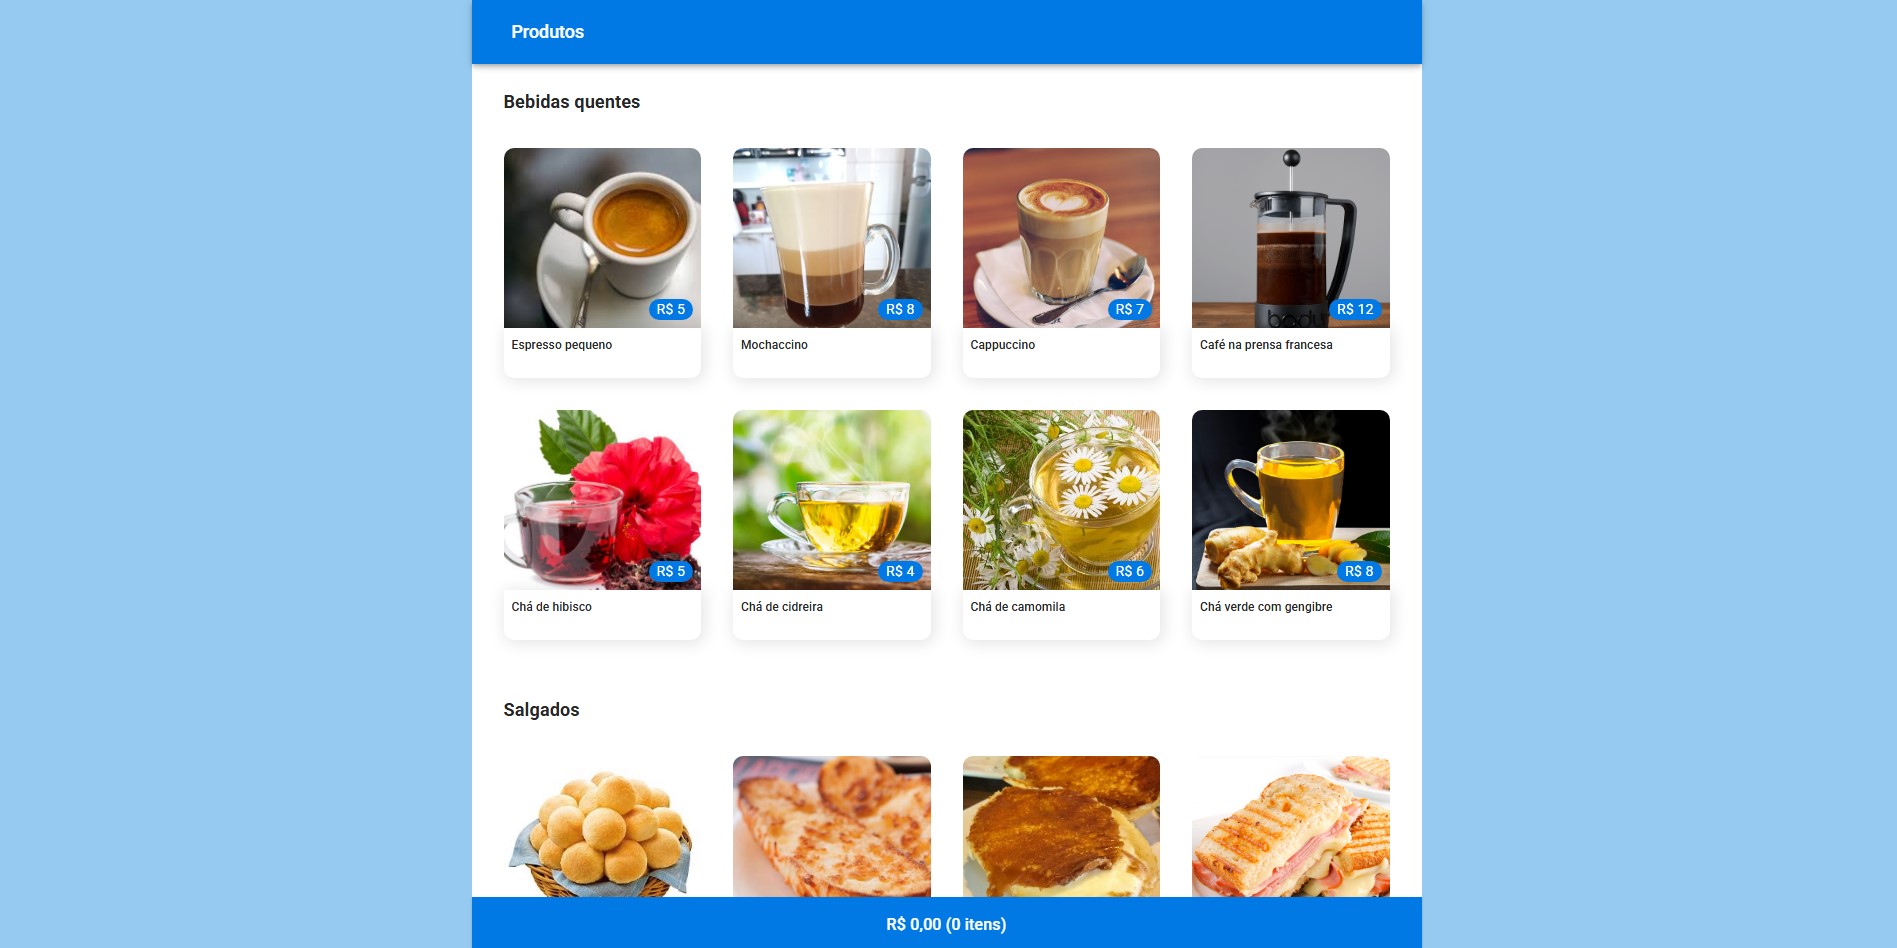 Produtos
Bebidas quentes
R$ 5
R$ 8
R$ 7
bodum
R$ 12
Espresso pequeno
Mochaccino
Cappuccino
Café na prensa francesa
R$ 5
R$ 4
R$ 6
R$ 8
Chá de hibisco
Chá de cidreira
Chá de camomila
Chá verde com gengibre
Salgados
R$ 0,00 (0 itens)